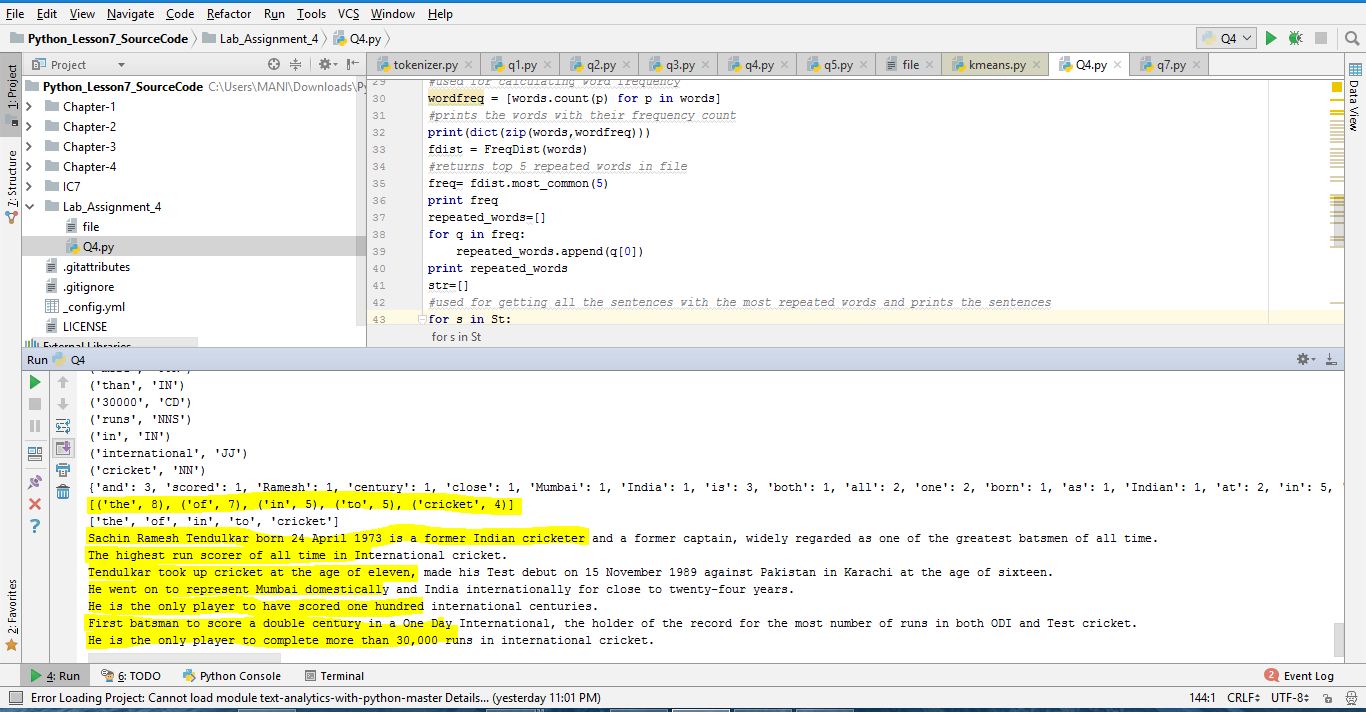 File Edit View Navigate Code Refactor Run Tools VCS Window Help
Python_Lesson7_SourceCode Lab_Assignment_4 Q4.py
Q4
1: Project
7: Structure
2: Favorites
Project
Python_Lesson7_SourceCode C:\Users\MANI\Downloads\Py
Chapter-1
Chapter-2
Chapter-3
Chapter-4
IC7
Lab_Assignment_4
file
Q4.py
.gitattributes
.gitignore
_config.yml
LICENSE
External Libraries
tokenizer.py q1.py q2.py q3.py q4.py q5.py file kmeans.py Q4.py q7.py
29 #used for calculating word frequency
30 wordfreq = [words.count(p) for p in words]
31 #prints the words with their frequency count
32 print(dict(zip(words,wordfreq)))
33 fdist = FreqDist(words)
34 #returns top 5 repeated words in file
35 freq= fdist.most_common(5)
36 print freq
37 repeated_words=[]
38 for q in freq:
39 repeated_words.append(q[0])
40 print repeated_words
41 str=[]
42 #used for getting all the sentences with the most repeated words and prints the sentences
43 for s in St:
for s in St
Data View
Run Q4
('than', 'IN')
('30000', 'CD')
('runs', 'NNS')
('in', 'IN')
('international', 'JJ')
('cricket', 'NN')
{'and': 3, 'scored': 1, 'Ramesh': 1, 'century': 1, 'close': 1, 'Mumbai': 1, 'India': 1, 'is': 3, 'both': 1, 'all': 2, 'one': 2, 'born': 1, 'as': 1, 'Indian': 1, 'at': 2, 'in': 5,
[('the', 8), ('of', 7), ('in', 5), ('to', 5), ('cricket', 4)]
['the', 'of', 'in', 'to', 'cricket']
Sachin Ramesh Tendulkar born 24 April 1973 is a former Indian cricketer and a former captain, widely regarded as one of the greatest batsmen of all time.
The highest run scorer of all time in International cricket.
Tendulkar took up cricket at the age of eleven, made his Test debut on 15 November 1989 against Pakistan in Karachi at the age of sixteen.
He went on to represent Mumbai domestically and India internationally for close to twenty-four years.
He is the only player to have scored one hundred international centuries.
First batsman to score a double century in a One Day International, the holder of the record for the most number of runs in both ODI and Test cricket.
He is the only player to complete more than 30,000 runs in international cricket.
4: Run 6: TODO Python Console Terminal 2 Event Log
Error Loading Project: Cannot load module text-analytics-with-python-master Details... (yesterday 11:01 PM) 144:1 CRLF UTF-8